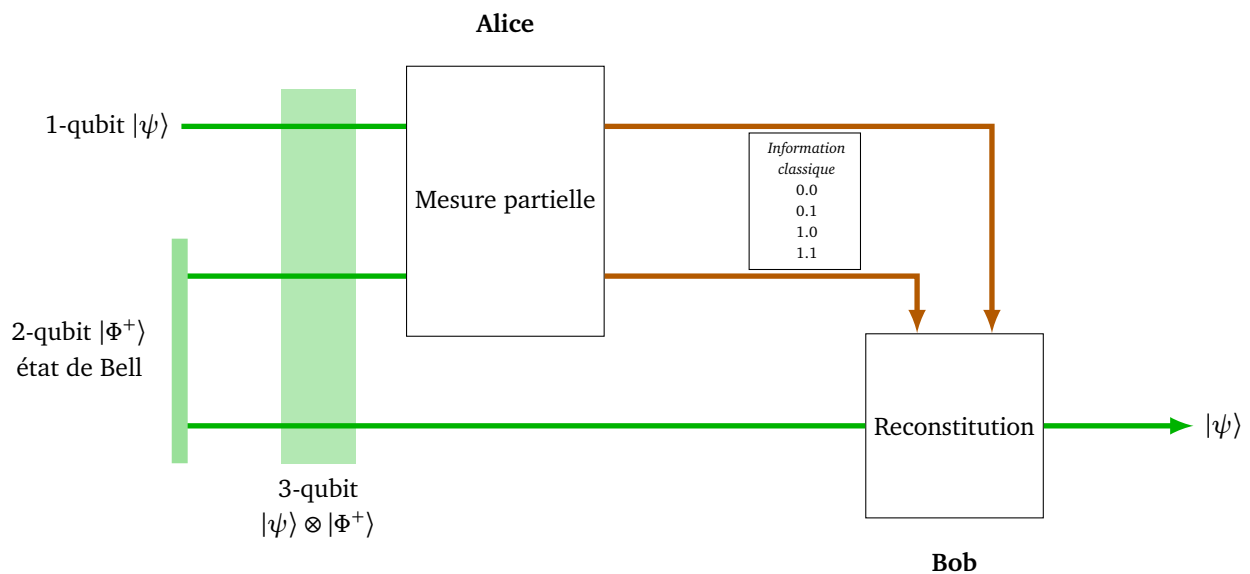 Alice
1-qubit |ψ⟩
Mesure partielle
Information
classique
0.0
0.1
1.0
1.1
2-qubit |Φ⁺⟩
état de Bell
Reconstitution
|ψ⟩
3-qubit
|ψ⟩ ⊗ |Φ⁺⟩
Bob